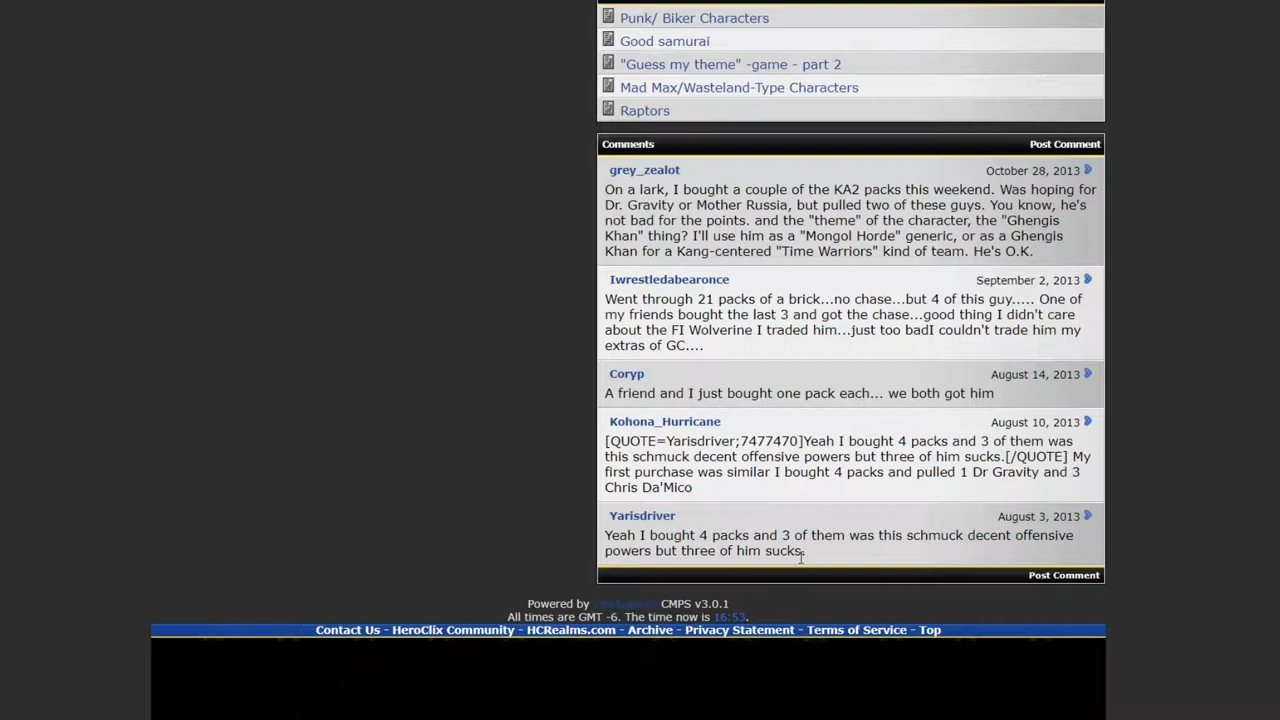 Punk/ Biker Characters
Good samurai
"Guess my theme" -game - part 2
Mad Max/Wasteland-Type Characters
Raptors
Comments Post Comment
grey_zealot October 28, 2013
On a lark, I bought a couple of the KA2 packs this weekend. Was hoping for
Dr. Gravity or Mother Russia, but pulled two of these guys. You know, he's
not bad for the points. and the "theme" of the character, the "Ghengis
Khan" thing? I'll use him as a "Mongol Horde" generic, or as a Ghengis
Khan for a Kang-centered "Time Warriors" kind of team. He's O.K.
Iwrestledabearonce September 2, 2013
Went through 21 packs of a brick...no chase...but 4 of this guy..... One of
my friends bought the last 3 and got the chase...good thing I didn't care
about the FI Wolverine I traded him...just too badI couldn't trade him my
extras of GC....
Coryp August 14, 2013
A friend and I just bought one pack each... we both got him
Kohona_Hurricane August 10, 2013
[QUOTE=Yarisdriver;7477470]Yeah I bought 4 packs and 3 of them was
this schmuck decent offensive powers but three of him sucks.[/QUOTE] My
first purchase was similar I bought 4 packs and pulled 1 Dr Gravity and 3
Chris Da'Mico
Yarisdriver August 3, 2013
Yeah I bought 4 packs and 3 of them was this schmuck decent offensive
powers but three of him sucks.
Post Comment
Powered by CMPS v3.0.1
All times are GMT -6. The time now is 16:53.
Contact Us - HeroClix Community - HCRealms.com - Archive - Privacy Statement - Terms of Service - Top